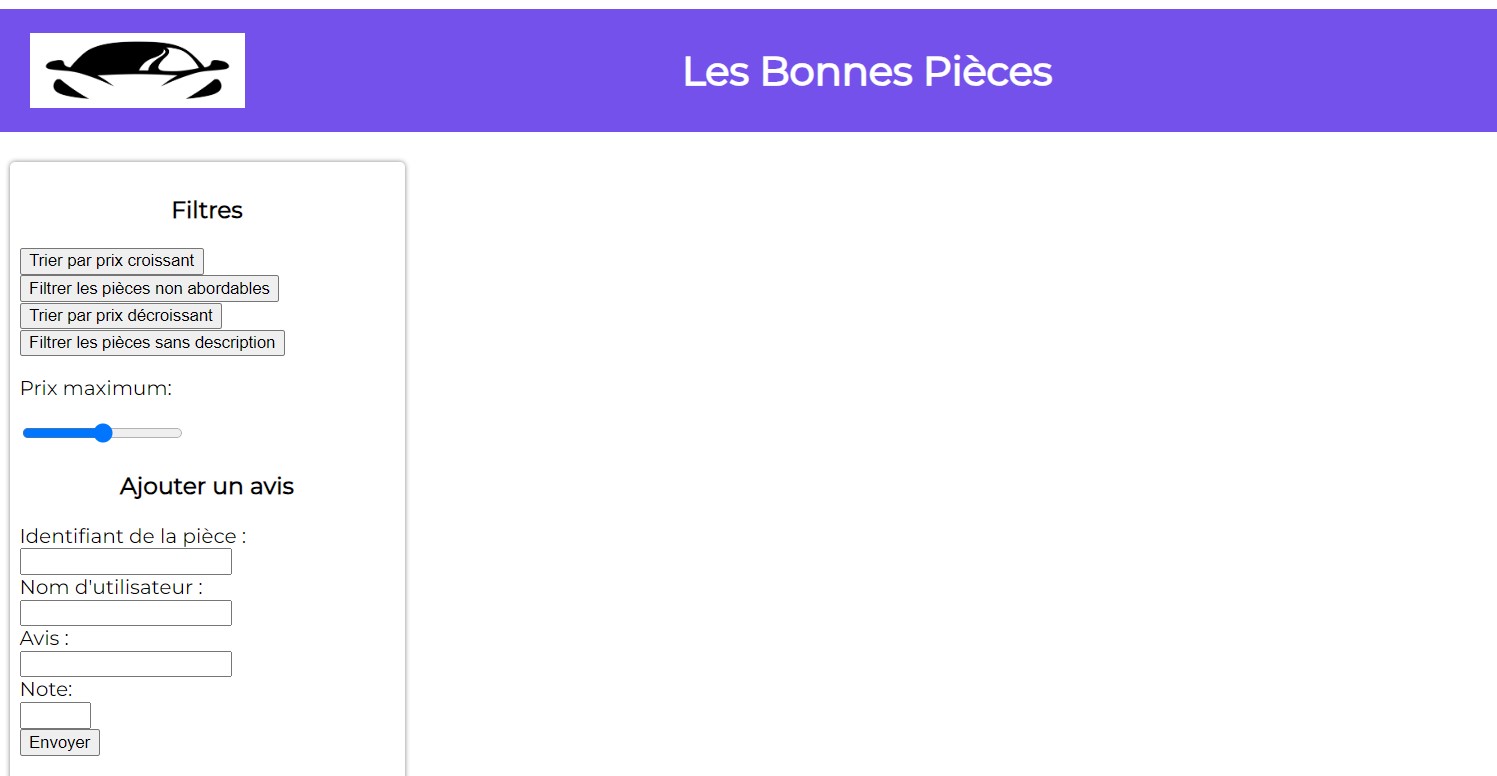 Les Bonnes Pièces
Filtres
Trier par prix croissant
Filtrer les pièces non abordables
Trier par prix décroissant
Filtrer les pièces sans description
Prix maximum:
Ajouter un avis
Identifiant de la pièce :
Nom d'utilisateur :
Avis :
Note:
Envoyer